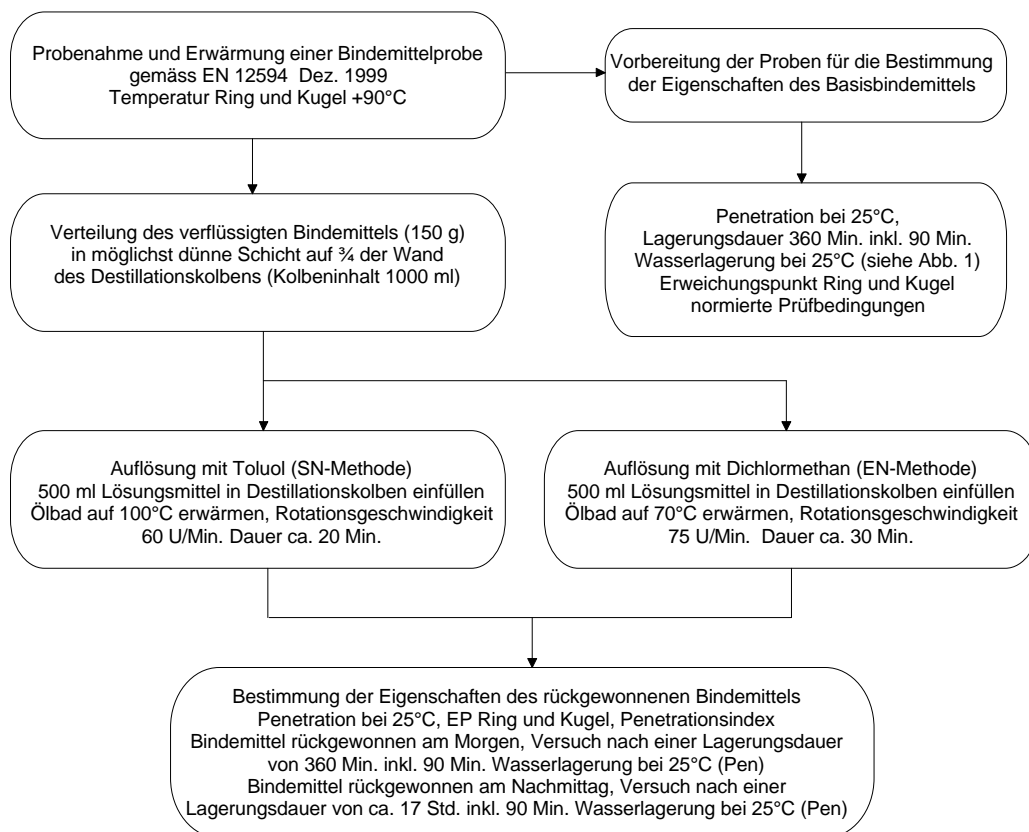 Probenahme und Erwärmung einer Bindemittelprobe
gemäss EN 12594 Dez. 1999
Temperatur Ring und Kugel +90°C
Vorbereitung der Proben für die Bestimmung
der Eigenschaften des Basisbindemittels
Verteilung des verflüssigten Bindemittels (150 g)
in möglichst dünne Schicht auf ¾ der Wand
des Destillationskolbens (Kolbeninhalt 1000 ml)
Penetration bei 25°C,
Lagerungsdauer 360 Min. inkl. 90 Min.
Wasserlagerung bei 25°C (siehe Abb. 1)
Erweichungspunkt Ring und Kugel
normierte Prüfbedingungen
Auflösung mit Toluol (SN-Methode)
500 ml Lösungsmittel in Destillationskolben einfüllen
Ölbad auf 100°C erwärmen, Rotationsgeschwindigkeit
60 U/Min. Dauer ca. 20 Min.
Auflösung mit Dichlormethan (EN-Methode)
500 ml Lösungsmittel in Destillationskolben einfüllen
Ölbad auf 70°C erwärmen, Rotationsgeschwindigkeit
75 U/Min. Dauer ca. 30 Min.
Bestimmung der Eigenschaften des rückgewonnenen Bindemittels
Penetration bei 25°C, EP Ring und Kugel, Penetrationsindex
Bindemittel rückgewonnen am Morgen, Versuch nach einer Lagerungsdauer
von 360 Min. inkl. 90 Min. Wasserlagerung bei 25°C (Pen)
Bindemittel rückgewonnen am Nachmittag, Versuch nach einer
Lagerungsdauer von ca. 17 Std. inkl. 90 Min. Wasserlagerung bei 25°C (Pen)